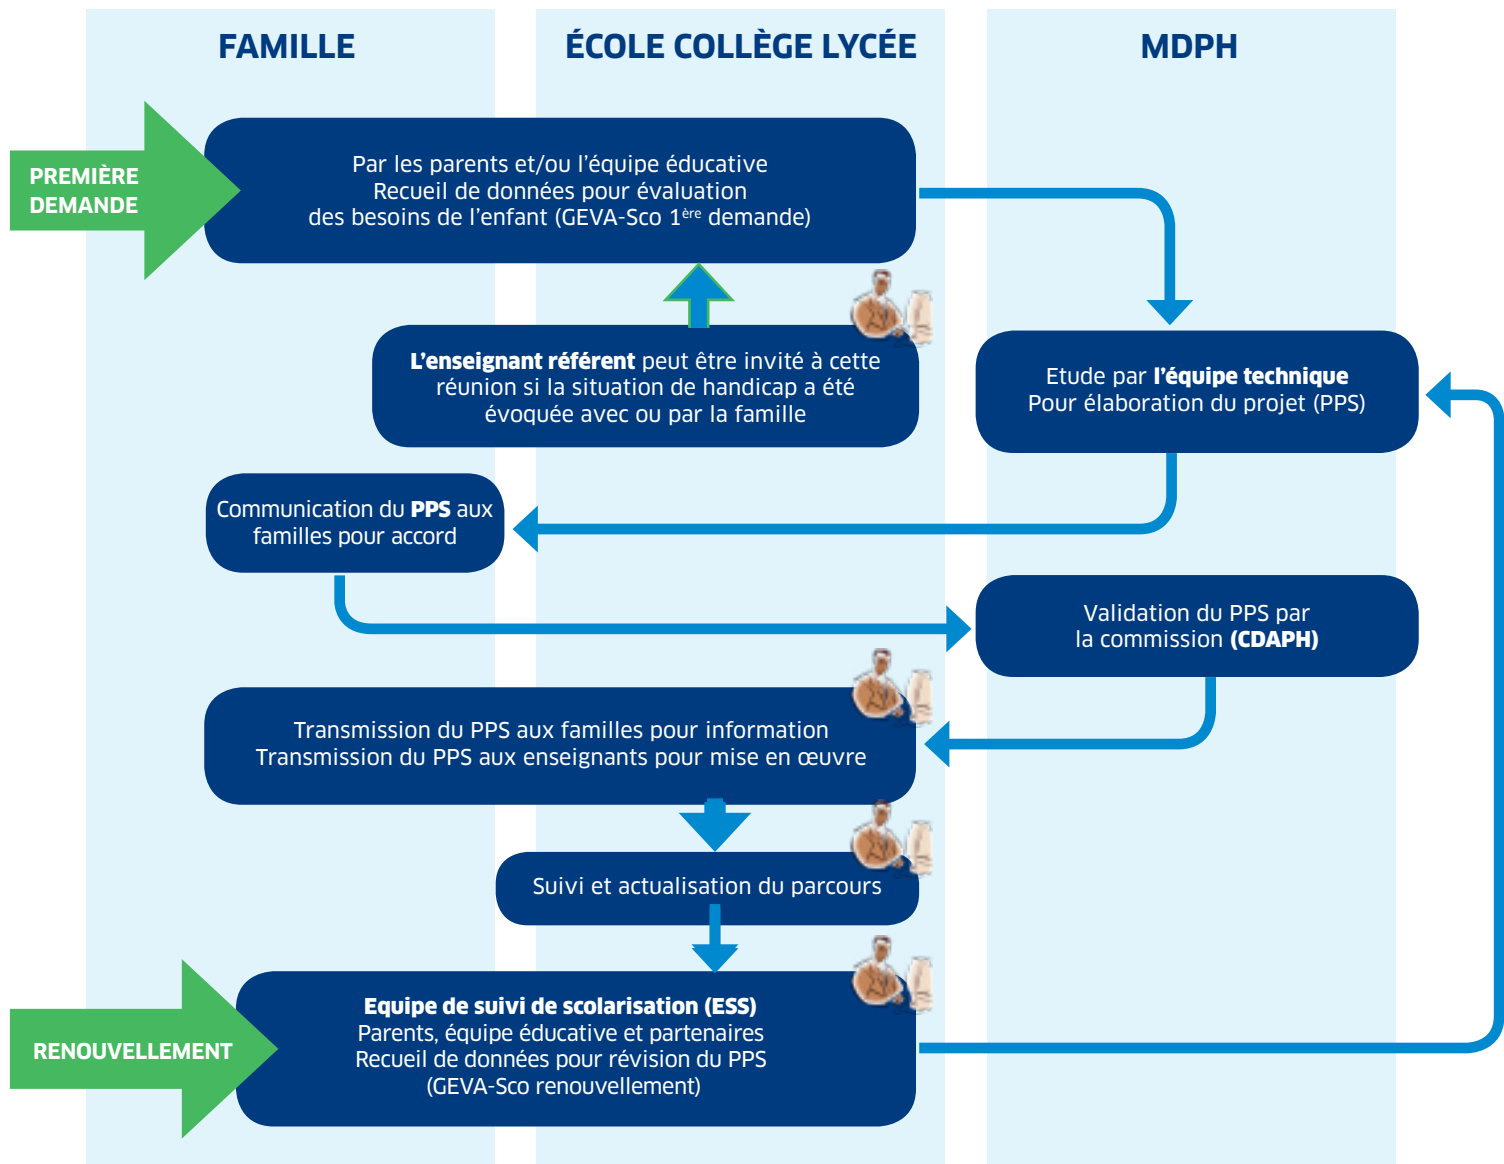 FAMILLE
ÉCOLE COLLÈGE LYCÉE
MDPH
PREMIÈRE
DEMANDE
Par les parents et/ou l'équipe éducative
Recueil de données pour évaluation
des besoins de l'enfant (GEVA-Sco 1ère demande)
L'enseignant référent peut être invité à cette
réunion si la situation de handicap a été
évoquée avec ou par la famille
Etude par l'équipe technique
Pour élaboration du projet (PPS)
Communication du PPS aux
familles pour accord
Validation du PPS par
la commission (CDAPH)
Transmission du PPS aux familles pour information
Transmission du PPS aux enseignants pour mise en œuvre
Suivi et actualisation du parcours
RENOUVELLEMENT
Equipe de suivi de scolarisation (ESS)
Parents, équipe éducative et partenaires
Recueil de données pour révision du PPS
(GEVA-Sco renouvellement)